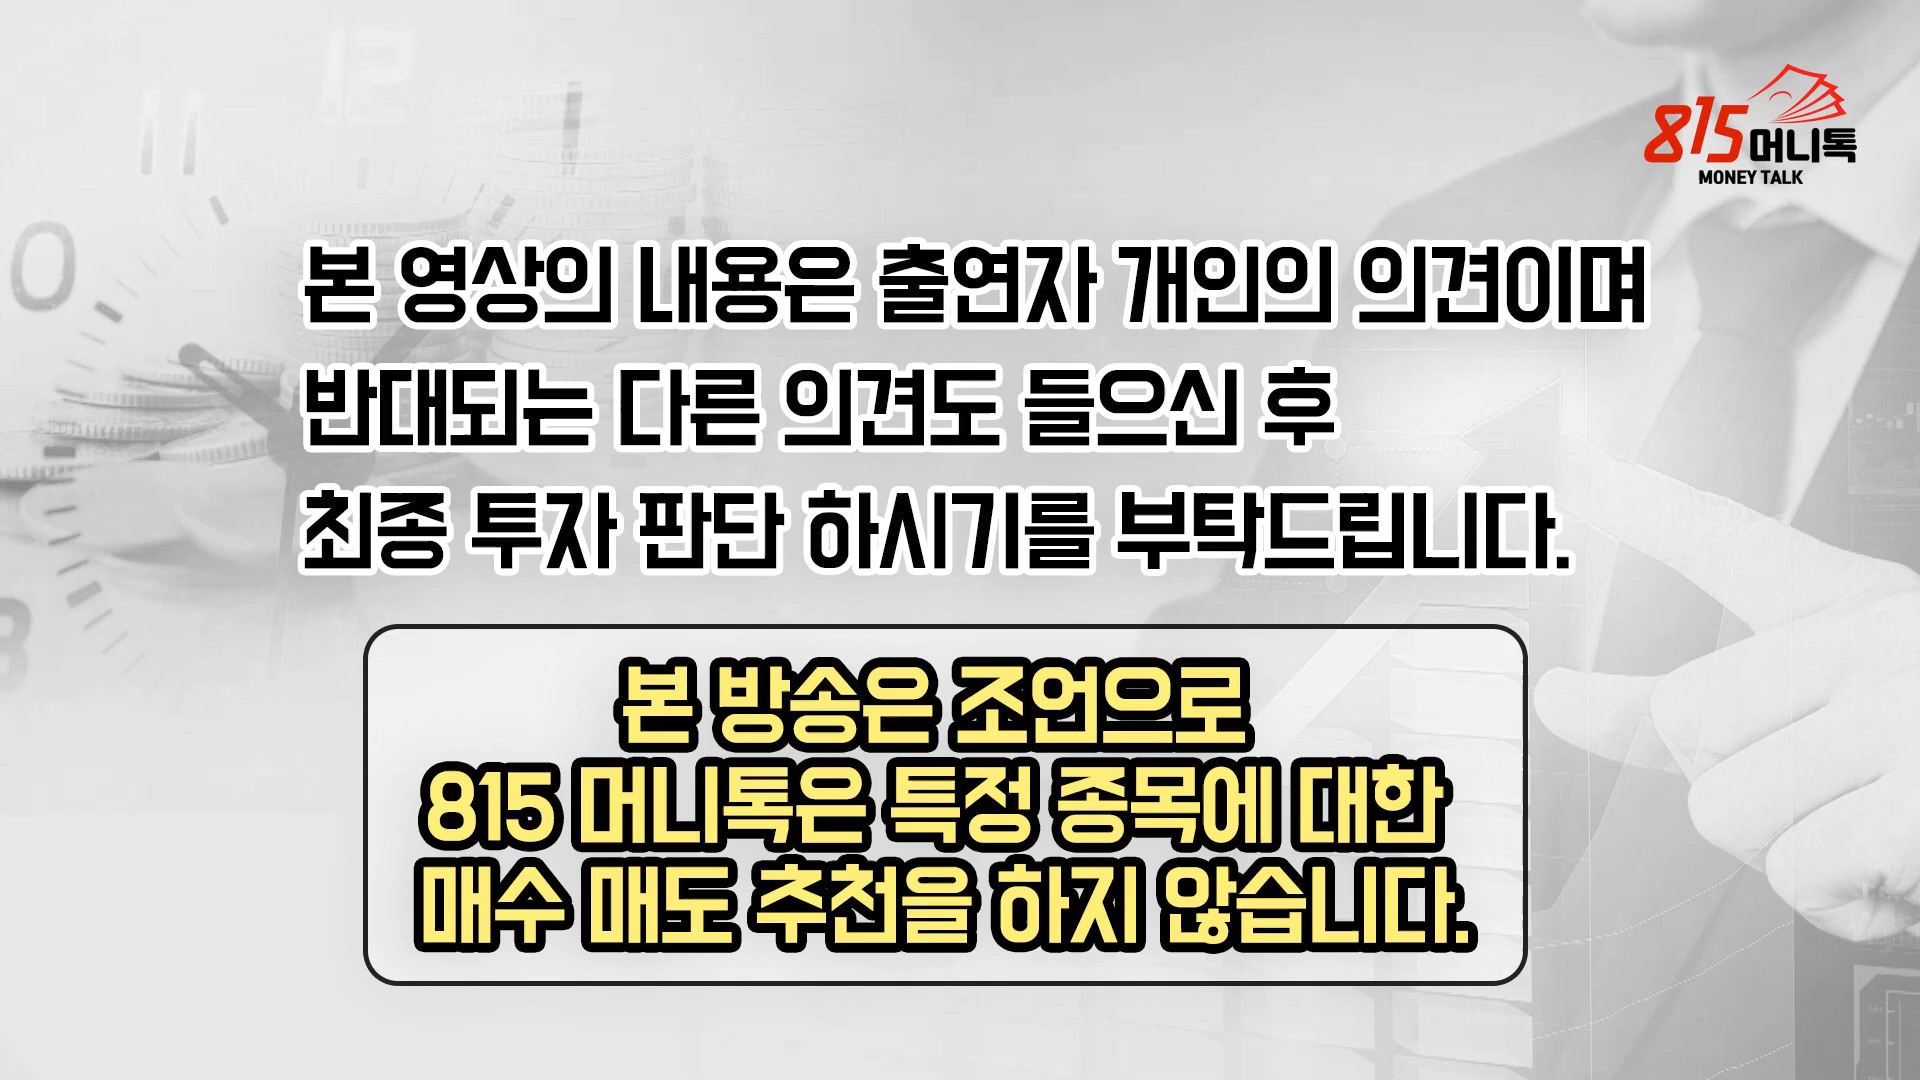 815머니톡
MONEY TALK
본 영상의 내용은 출연자 개인의 의견이며
반대되는 다른 의견도 들으신 후
최종 투자 판단 하시기를 부탁드립니다.
본 방송은 조언으로
815 머니톡은 특정 종목에 대한
매수 매도 추천을 하지 않습니다.
12
11
10
8